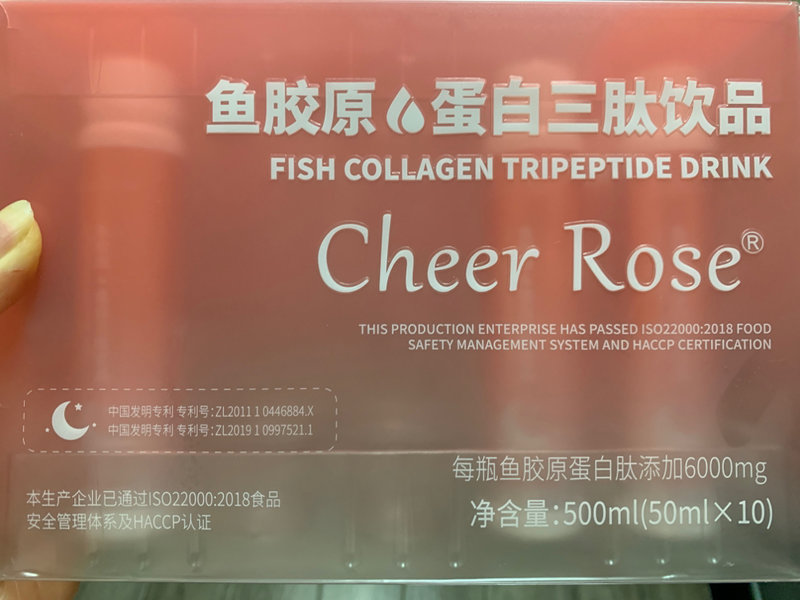 鱼胶原蛋白三肽饮品
FISH COLLAGEN TRIPEPTIDE DRINK
Cheer Rose®
THIS PRODUCTION ENTERPRISE HAS PASSED ISO22000:2018 FOOD
SAFETY MANAGEMENT SYSTEM AND HACCP CERTIFICATION
中国发明专利 专利号:ZL2011 1 0446884.X
中国发明专利 专利号:ZL2019 1 0997521.1
每瓶鱼胶原蛋白肽添加6000mg
净含量:500ml(50ml×10)
本生产企业已通过ISO22000:2018食品
安全管理体系及HACCP认证